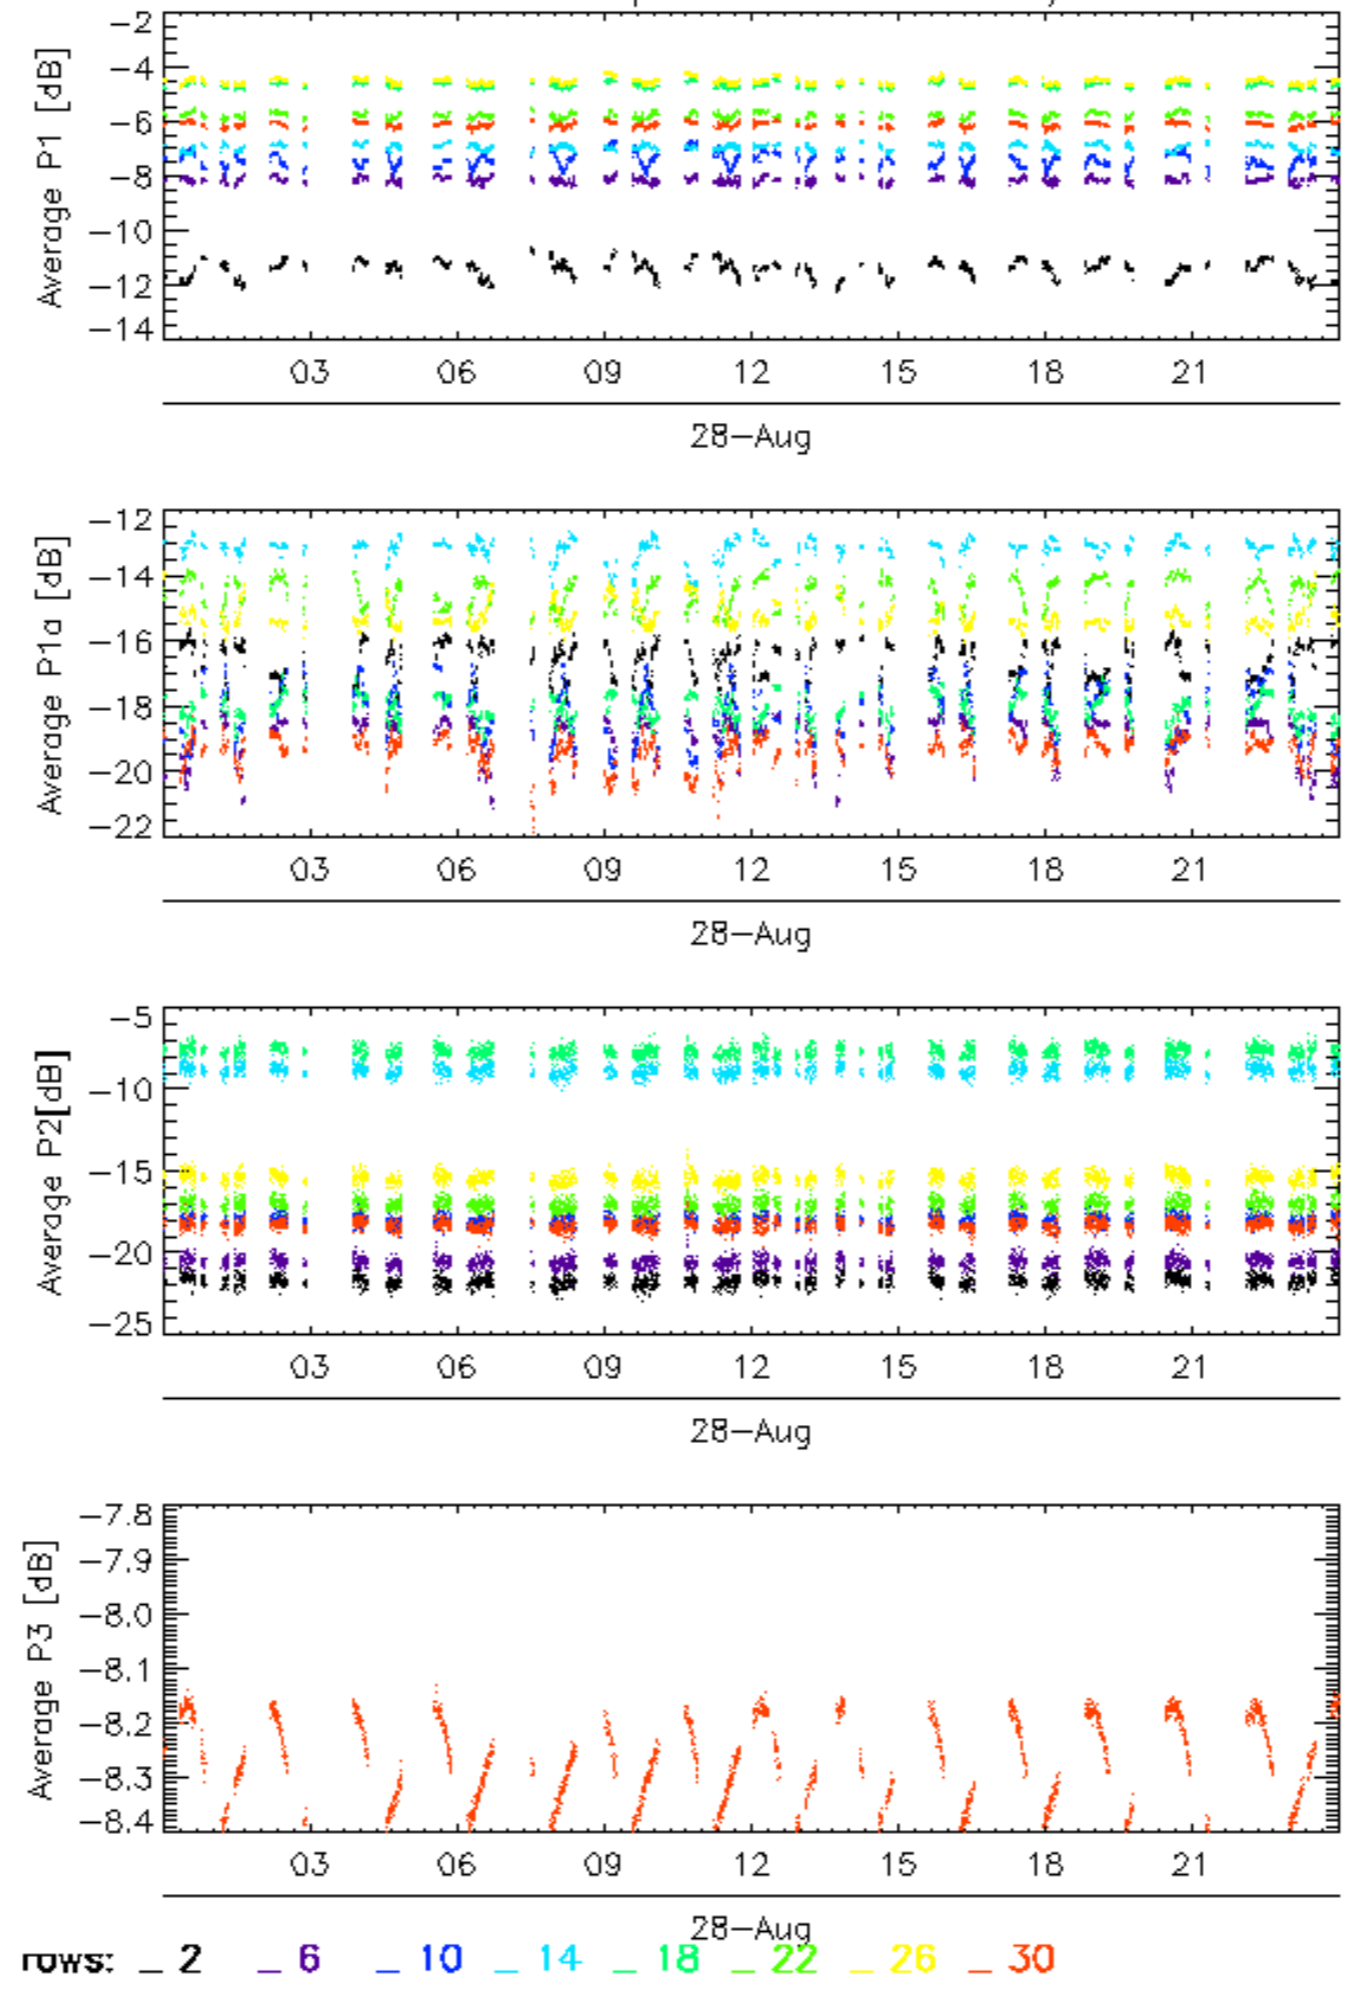 Average P1 [dB]
−2
−4
−6
−8
−10
−12
−14
03 06 09 12 15 18 21
28−Aug
Average P1a [dB]
−12
−14
−16
−18
−20
−22
03 06 09 12 15 18 21
28−Aug
Average P2[dB]
−5
−10
−15
−20
−25
03 06 09 12 15 18 21
28−Aug
Average P3 [dB]
−7.8
−7.9
−8.0
−8.1
−8.2
−8.3
−8.4
03 06 09 12 15 18 21
28−Aug
rows: _ 2 _ 6 _ 10 _ 14 _ 18 _ 22 _ 26 _ 30